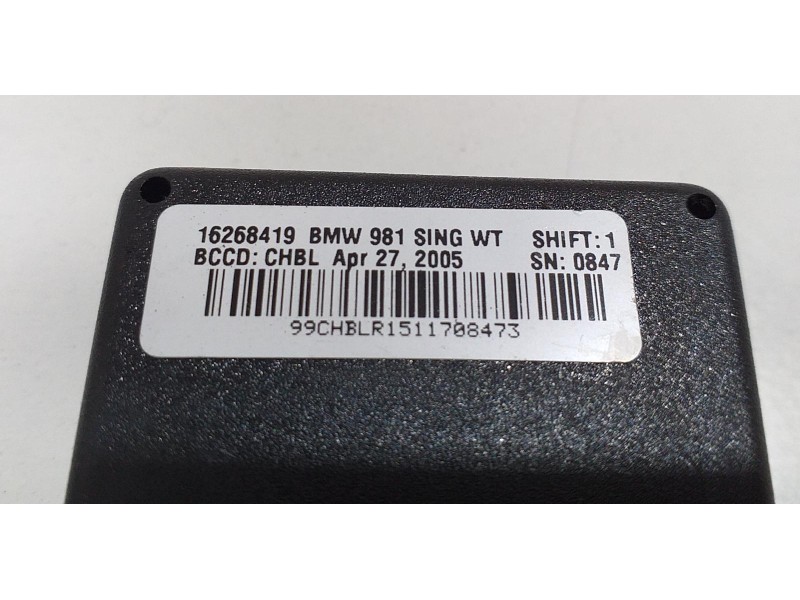 16268419 BMW 981 SING WT SHIFT: 1
BCCD: CHBL Apr 27, 2005 SN: 0847
99CHBLR1511708473